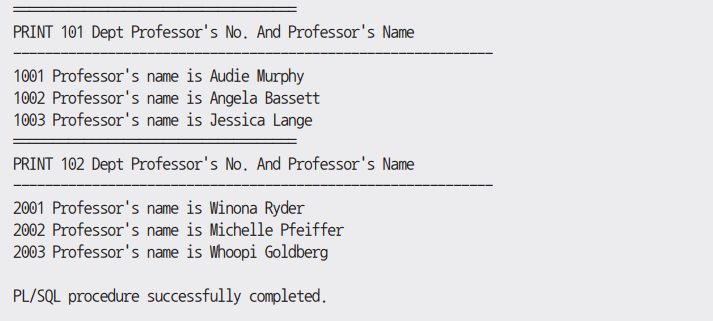 ====================================
PRINT 101 Dept Professor's No. And Professor's Name
-------------------------------------------------------------
1001 Professor's name is Audie Murphy
1002 Professor's name is Angela Bassett
1003 Professor's name is Jessica Lange
====================================
PRINT 102 Dept Professor's No. And Professor's Name
-------------------------------------------------------------
2001 Professor's name is Winona Ryder
2002 Professor's name is Michelle Pfeiffer
2003 Professor's name is Whoopi Goldberg
PL/SQL procedure successfully completed.